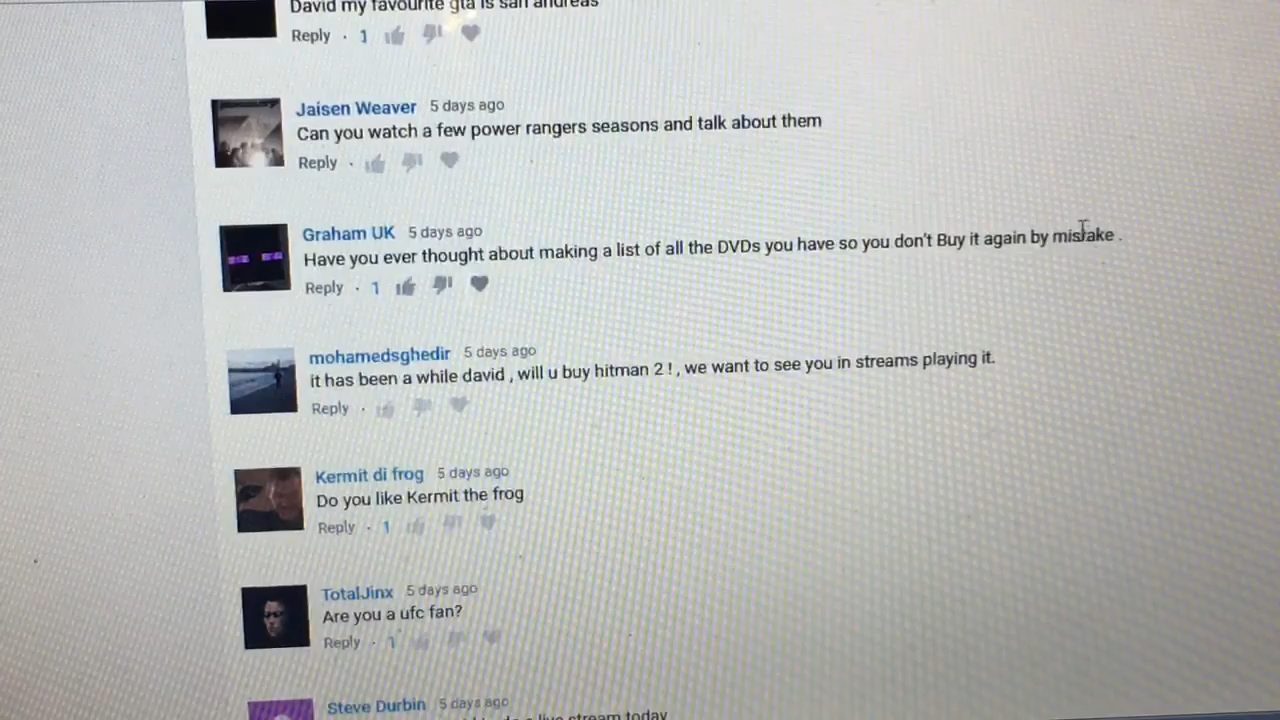 David my favourite gta is san andreas
Reply · 1
Jaisen Weaver 5 days ago
Can you watch a few power rangers seasons and talk about them
Reply ·
Graham UK 5 days ago
Have you ever thought about making a list of all the DVDs you have so you don't Buy it again by mistake .
Reply · 1
mohamedsghedir 5 days ago
it has been a while david , will u buy hitman 2 ! , we want to see you in streams playing it.
Reply ·
Kermit di frog 5 days ago
Do you like Kermit the frog
Reply · 1
TotalJinx 5 days ago
Are you a ufc fan?
Reply · 1
Steve Durbin 5 days ago
live stream today